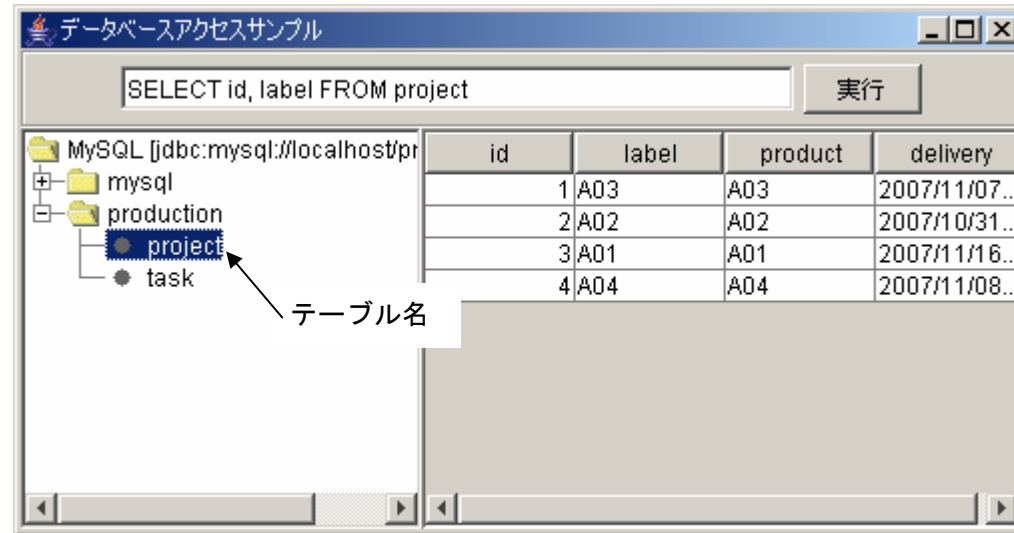 データベースアクセスサンプル
SELECT id, label FROM project
実行
MySQL [jdbc:mysql://localhost/pr
mysql
production
project
task
テーブル名
id label product delivery
1 A03 A03 2007/11/07..
2 A02 A02 2007/10/31..
3 A01 A01 2007/11/16..
4 A04 A04 2007/11/08..